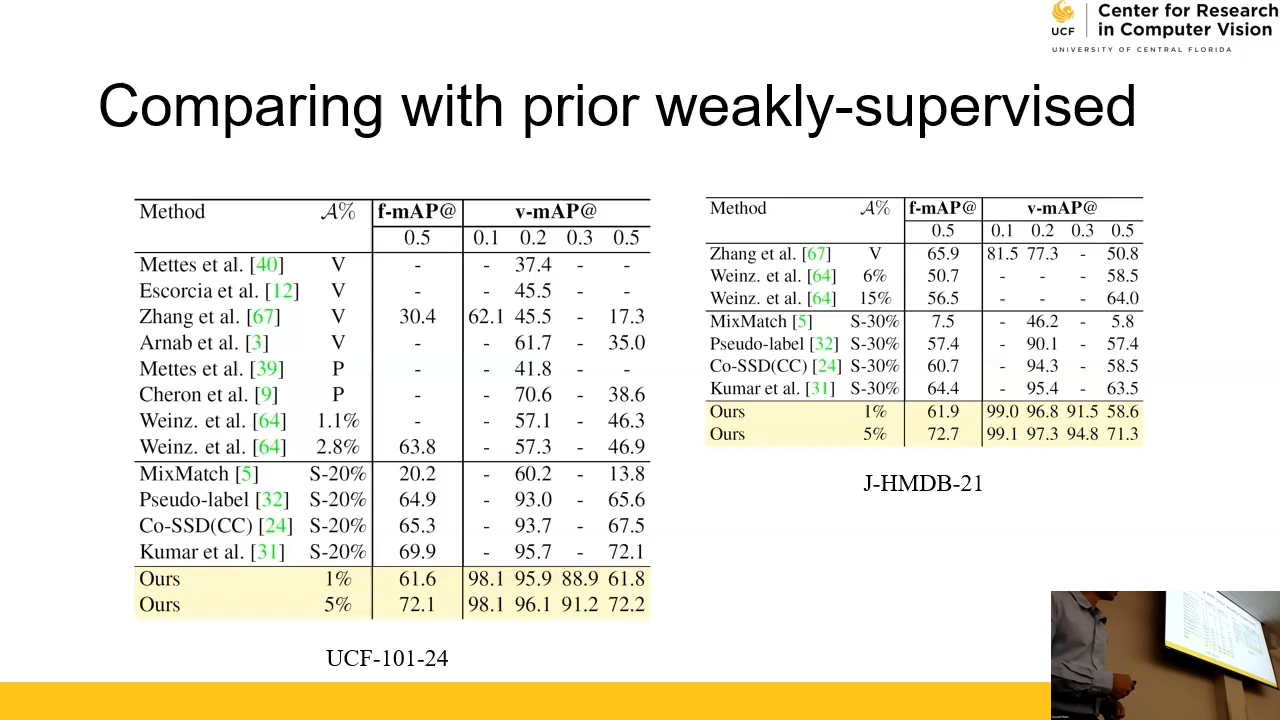 UCF
Center for Research
in Computer Vision
UNIVERSITY OF CENTRAL FLORIDA
Comparing with prior weakly-supervised
Method A% f-mAP@ v-mAP@
0.5 0.1 0.2 0.3 0.5
Mettes et al. [40] V - - 37.4 - -
Escorcia et al. [12] V - - 45.5 - -
Zhang et al. [67] V 30.4 62.1 45.5 - 17.3
Arnab et al. [3] V - - 61.7 - 35.0
Mettes et al. [39] P - - 41.8 - -
Cheron et al. [9] P - - 70.6 - 38.6
Weinz. et al. [64] 1.1% - - 57.1 - 46.3
Weinz. et al. [64] 2.8% 63.8 - 57.3 - 46.9
MixMatch [5] S-20% 20.2 - 60.2 - 13.8
Pseudo-label [32] S-20% 64.9 - 93.0 - 65.6
Co-SSD(CC) [24] S-20% 65.3 - 93.7 - 67.5
Kumar et al. [31] S-20% 69.9 - 95.7 - 72.1
Ours 1% 61.6 98.1 95.9 88.9 61.8
Ours 5% 72.1 98.1 96.1 91.2 72.2
UCF-101-24
Method A% f-mAP@ v-mAP@
0.5 0.1 0.2 0.3 0.5
Zhang et al. [67] V 65.9 81.5 77.3 - 50.8
Weinz. et al. [64] 6% 50.7 - - - 58.5
Weinz. et al. [64] 15% 56.5 - - - 64.0
MixMatch [5] S-30% 7.5 - 46.2 - 5.8
Pseudo-label [32] S-30% 57.4 - 90.1 - 57.4
Co-SSD(CC) [24] S-30% 60.7 - 94.3 - 58.5
Kumar et al. [31] S-30% 64.4 - 95.4 - 63.5
Ours 1% 61.9 99.0 96.8 91.5 58.6
Ours 5% 72.7 99.1 97.3 94.8 71.3
J-HMDB-21